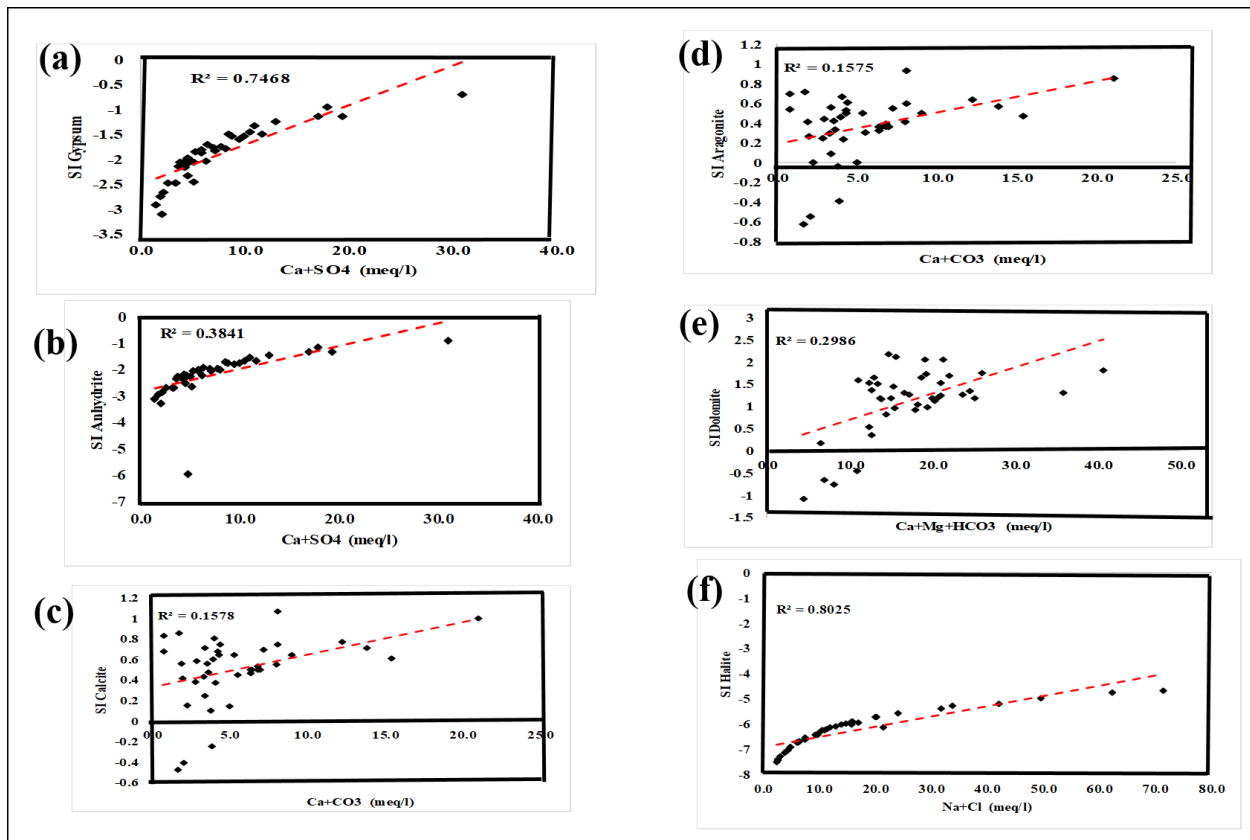 (a)
R² = 0.7468
SI Gypsum
0
-0.5
-1
-1.5
-2
-2.5
-3
-3.5
0.0 10.0 20.0 30.0 40.0
Ca+SO4 (meq/l)
(b)
R² = 0.3841
SI Anhydrite
0
-1
-2
-3
-4
-5
-6
-7
0.0 10.0 20.0 30.0 40.0
Ca+SO4 (meq/l)
(c)
R² = 0.1578
SI Calcite
1.2
1
0.8
0.6
0.4
0.2
0
-0.2
-0.4
-0.6
0.0 5.0 10.0 15.0 20.0 25.0
Ca+CO3 (meq/l)
(d)
R² = 0.1575
SI Aragonite
1.2
1
0.8
0.6
0.4
0.2
0
-0.2
-0.4
-0.6
-0.8
0.0 5.0 10.0 15.0 20.0 25.0
Ca+CO3 (meq/l)
(e)
R² = 0.2986
SI Dolomite
3
2.5
2
1.5
1
0.5
0
-0.5
-1
-1.5
0.0 10.0 20.0 30.0 40.0 50.0
Ca+Mg+HCO3 (meq/l)
(f)
R² = 0.8025
SI Halite
0
-1
-2
-3
-4
-5
-6
-7
-8
0.0 10.0 20.0 30.0 40.0 50.0 60.0 70.0 80.0
Na+Cl (meq/l)